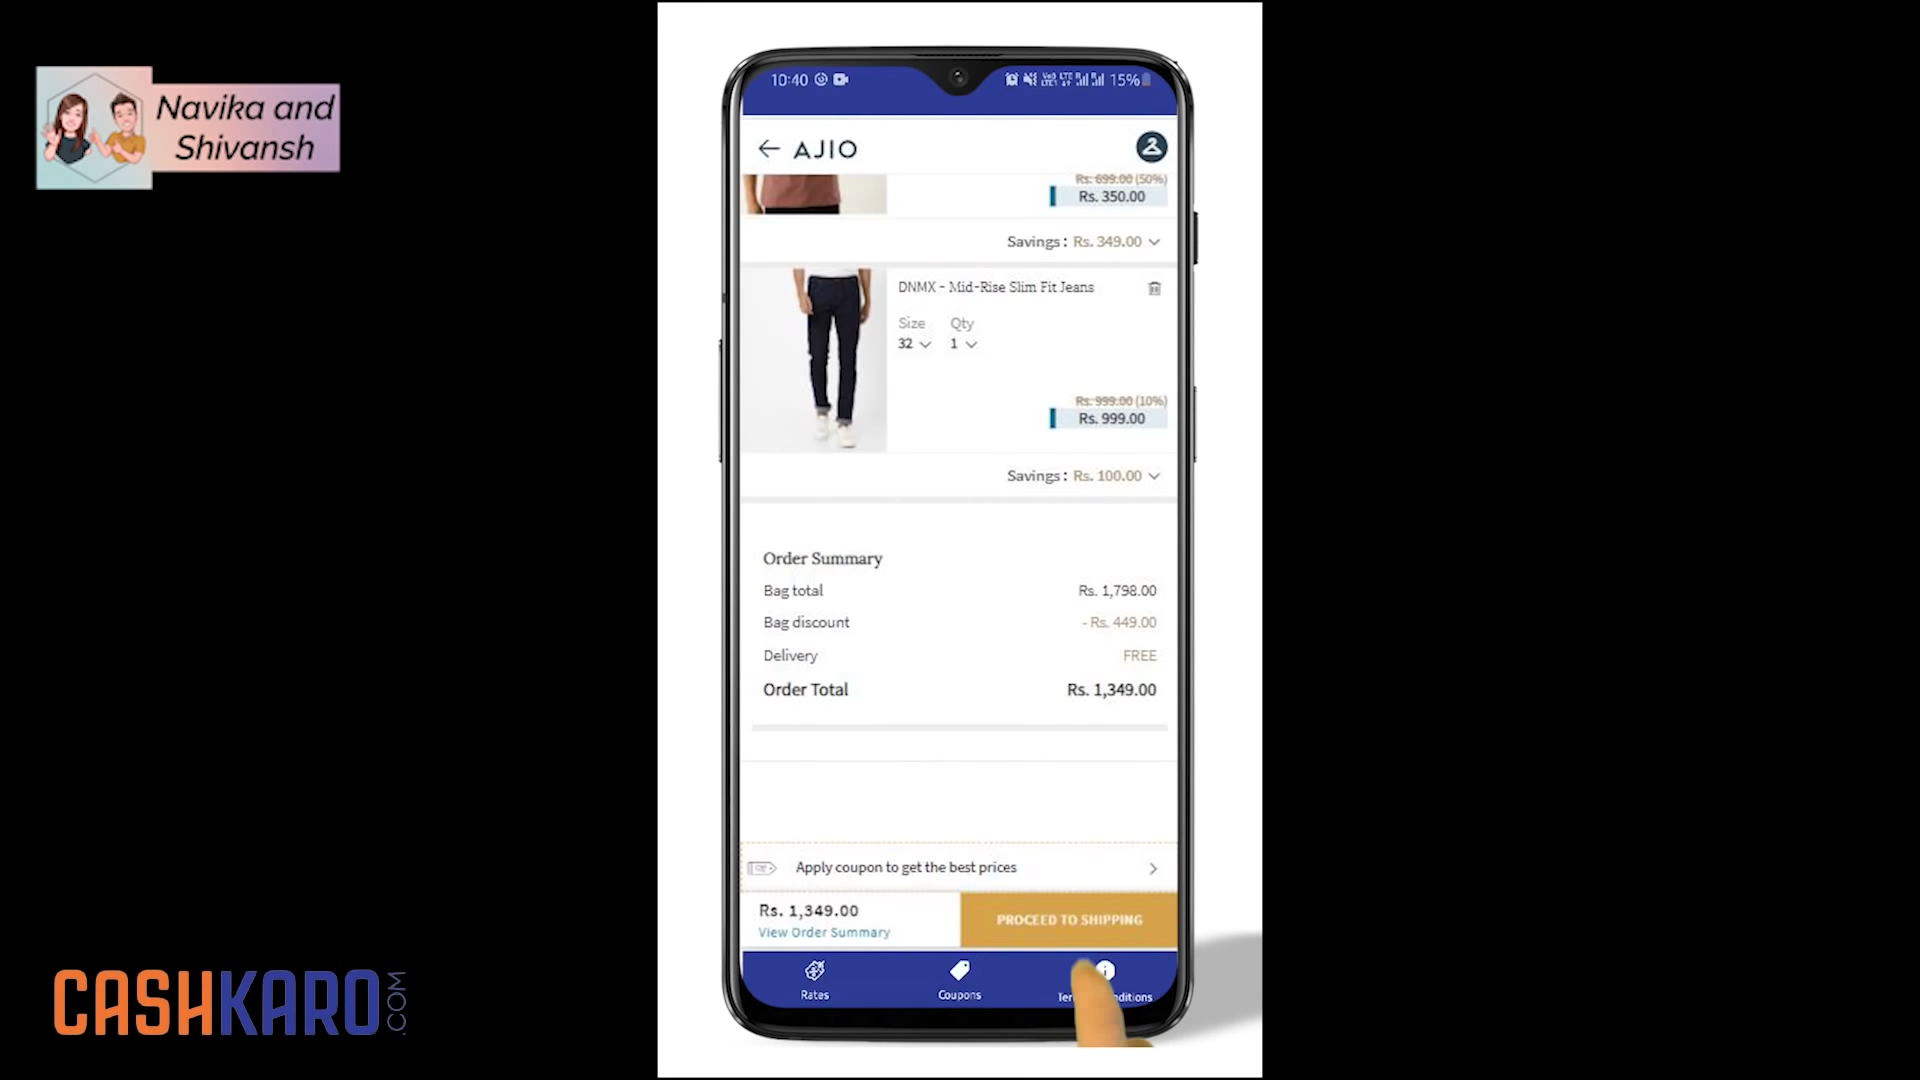 Navika and
Shivansh
10:40
15%
AJIO
Rs. 699.00 (50%)
Rs. 350.00
Savings : Rs. 349.00
DNMX - Mid-Rise Slim Fit Jeans
Size Qty
32 1
Rs. 999.00 (10%)
Rs. 999.00
Savings : Rs. 100.00
Order Summary
Bag total Rs. 1,798.00
Bag discount - Rs. 449.00
Delivery FREE
Order Total Rs. 1,349.00
Apply coupon to get the best prices
Rs. 1,349.00
PROCEED TO SHIPPING
View Order Summary
Rates Coupons
CASHKARO.COM